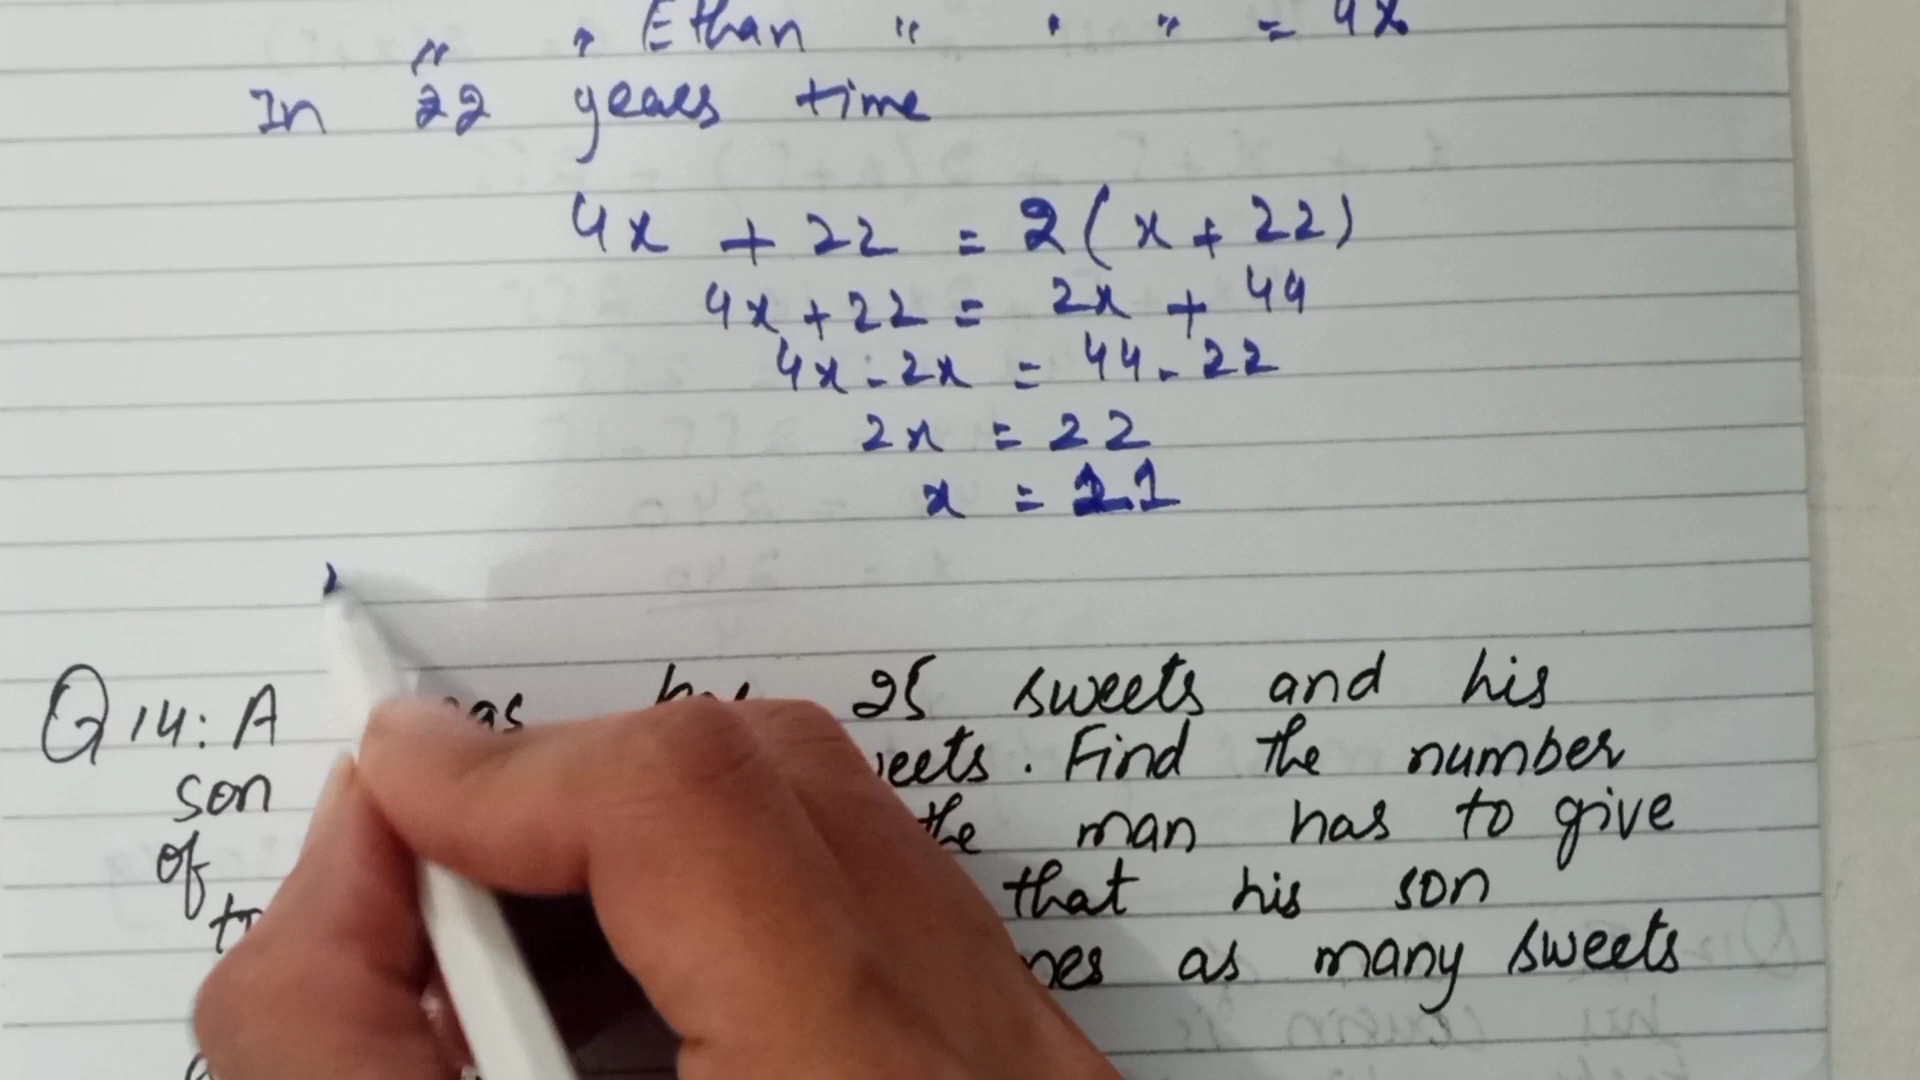 " " Ethan " " " = 4x
In 22 years time
4x + 22 = 2(x + 22)
4x + 22 = 2x + 44
4x - 2x = 44 - 22
2x = 22
x = 11
Q14: A has 25 sweets and his
son . Find the number
of the man has to give
that his son
as many sweets